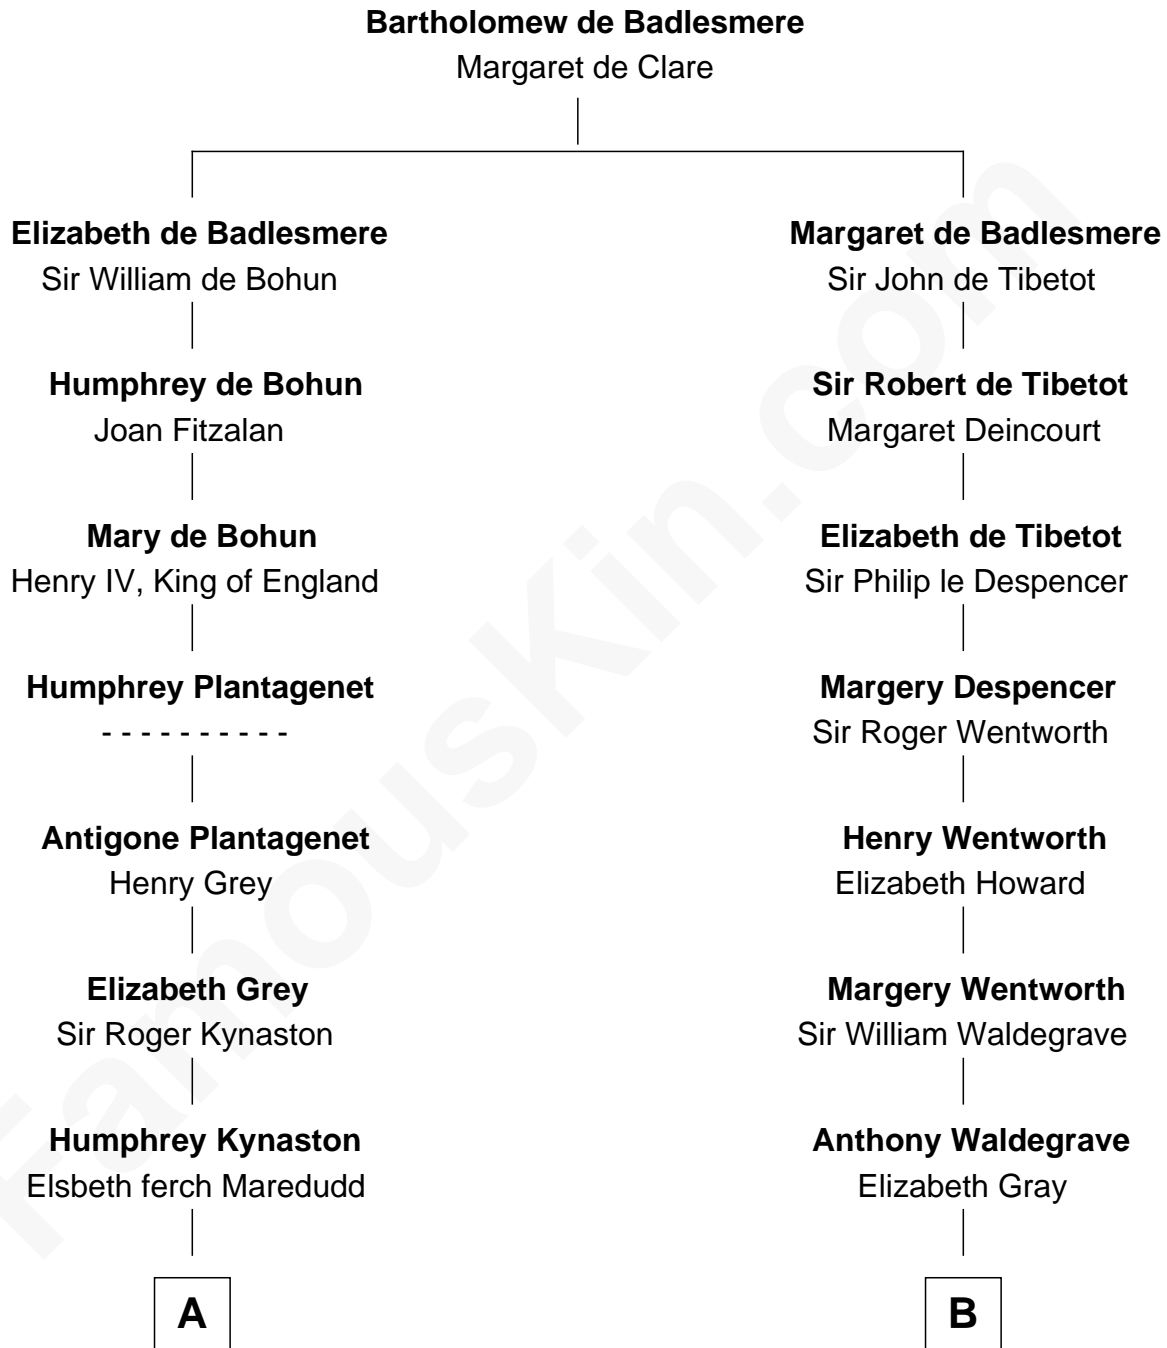 Bartholomew de Badlesmere
Margaret de Clare
Elizabeth de Badlesmere
Sir William de Bohun
Margaret de Badlesmere
Sir John de Tibetot
Humphrey de Bohun
Joan Fitzalan
Sir Robert de Tibetot
Margaret Deincourt
Mary de Bohun
Henry IV, King of England
Elizabeth de Tibetot
Sir Philip le Despencer
Humphrey Plantagenet
- - - - - - - - - -
Margery Despencer
Sir Roger Wentworth
Antigone Plantagenet
Henry Grey
Henry Wentworth
Elizabeth Howard
Elizabeth Grey
Sir Roger Kynaston
Margery Wentworth
Sir William Waldegrave
Humphrey Kynaston
Elsbeth ferch Maredudd
Anthony Waldegrave
Elizabeth Gray
A
B
FamousKin.com